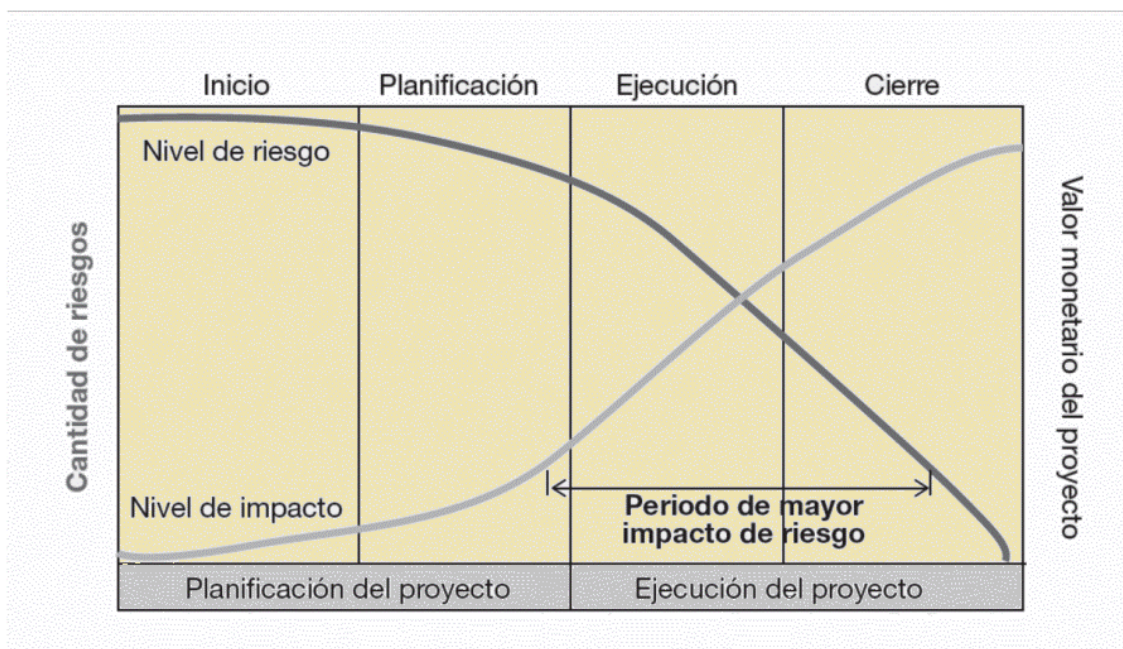 Inicio
Planificación
Ejecución
Cierre
Nivel de riesgo
Cantidad de riesgos
Valor monetario del proyecto
Nivel de impacto
Periodo de mayor
impacto de riesgo
Planificación del proyecto
Ejecución del proyecto